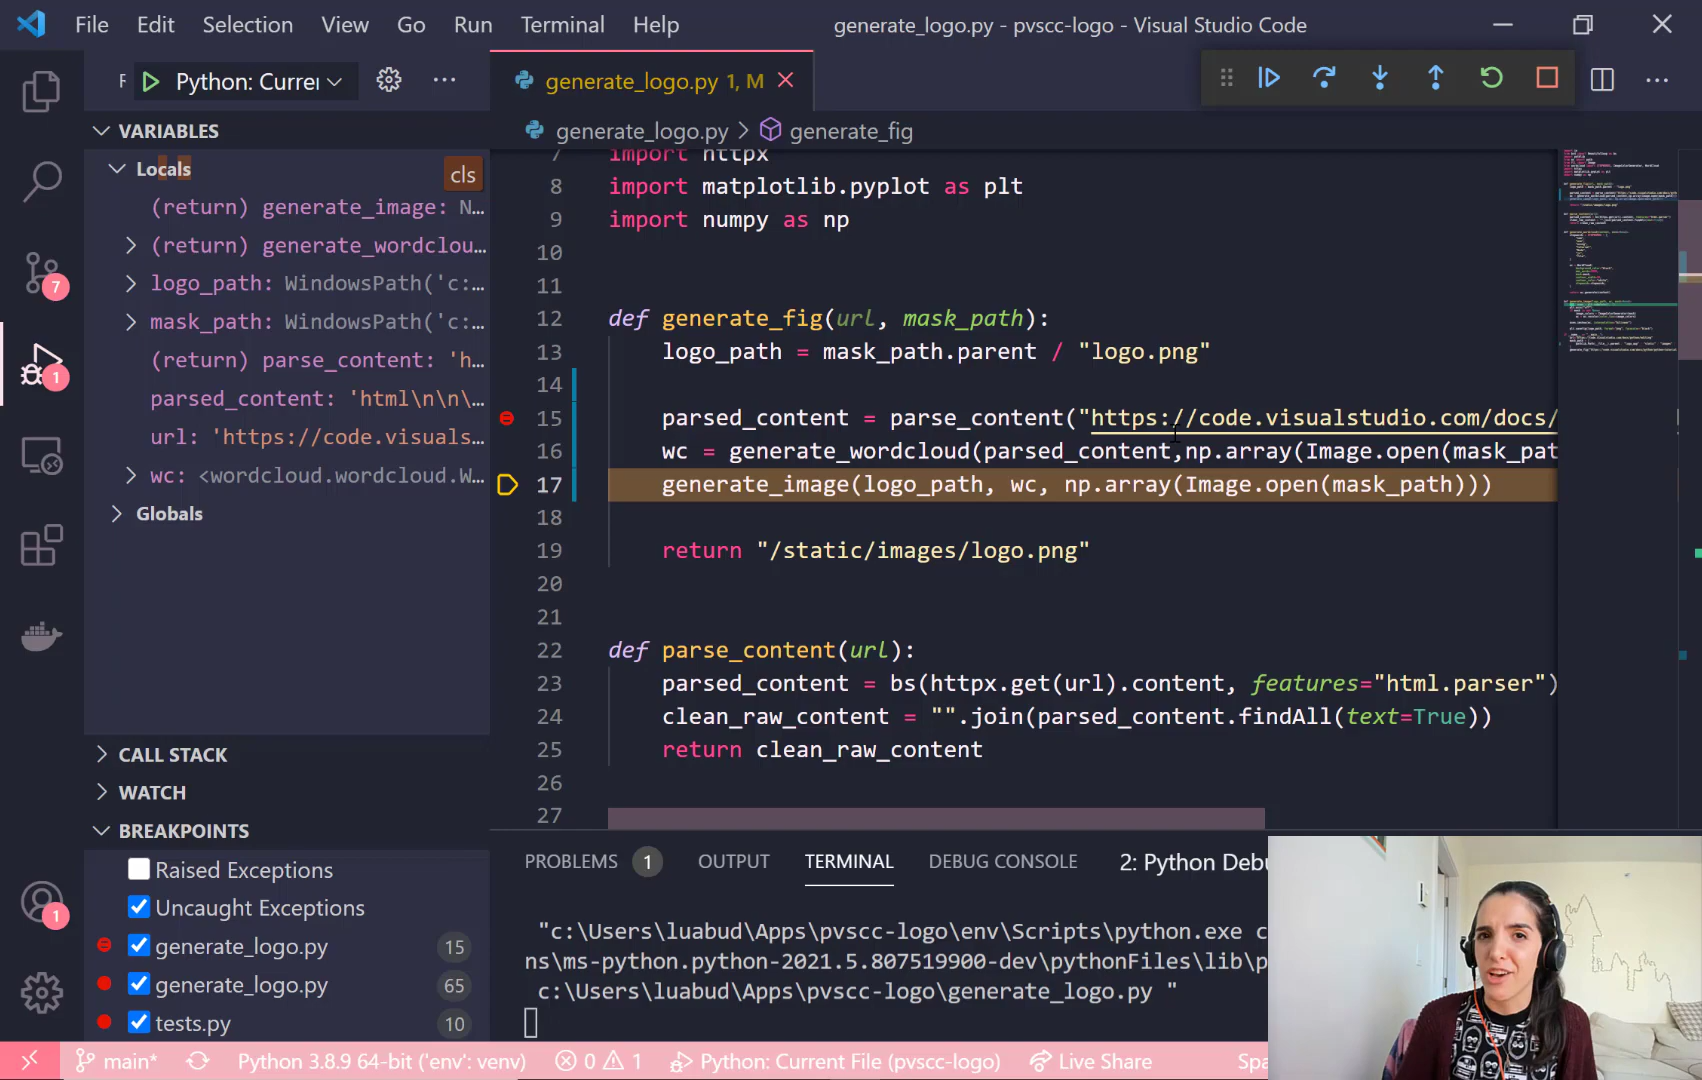 File Edit Selection View Go Run Terminal Help
generate_logo.py - pvscc-logo - Visual Studio Code
Python: Currer
generate_logo.py 1, M
generate_logo.py > generate_fig
VARIABLES
Locals
cls
(return) generate_image: N…
(return) generate_wordclou…
logo_path: WindowsPath('c:…
mask_path: WindowsPath('c:…
(return) parse_content: 'h…
parsed_content: 'html\n\n\…
url: 'https://code.visuals…
wc: <wordcloud.wordcloud.W…
Globals
CALL STACK
WATCH
BREAKPOINTS
Raised Exceptions
Uncaught Exceptions
generate_logo.py 15
generate_logo.py 65
tests.py 10
7 import httpx
8 import matplotlib.pyplot as plt
9 import numpy as np
10
11
12 def generate_fig(url, mask_path):
13 logo_path = mask_path.parent / "logo.png"
14
15 parsed_content = parse_content("https://code.visualstudio.com/docs/
16 wc = generate_wordcloud(parsed_content,np.array(Image.open(mask_pat
17 generate_image(logo_path, wc, np.array(Image.open(mask_path)))
18
19 return "/static/images/logo.png"
20
21
22 def parse_content(url):
23 parsed_content = bs(httpx.get(url).content, features="html.parser")
24 clean_raw_content = "".join(parsed_content.findAll(text=True))
25 return clean_raw_content
26
27
7
1
1
PROBLEMS 1 OUTPUT TERMINAL DEBUG CONSOLE 2: Python Debu
"c:\Users\luabud\Apps\pvscc-logo\env\Scripts\python.exe c
ns\ms-python.python-2021.5.807519900-dev\pythonFiles\lib\p
c:\Users\luabud\Apps\pvscc-logo\generate_logo.py "
main* Python 3.8.9 64-bit ('env': venv) 0 1 Python: Current File (pvscc-logo) Live Share Spa